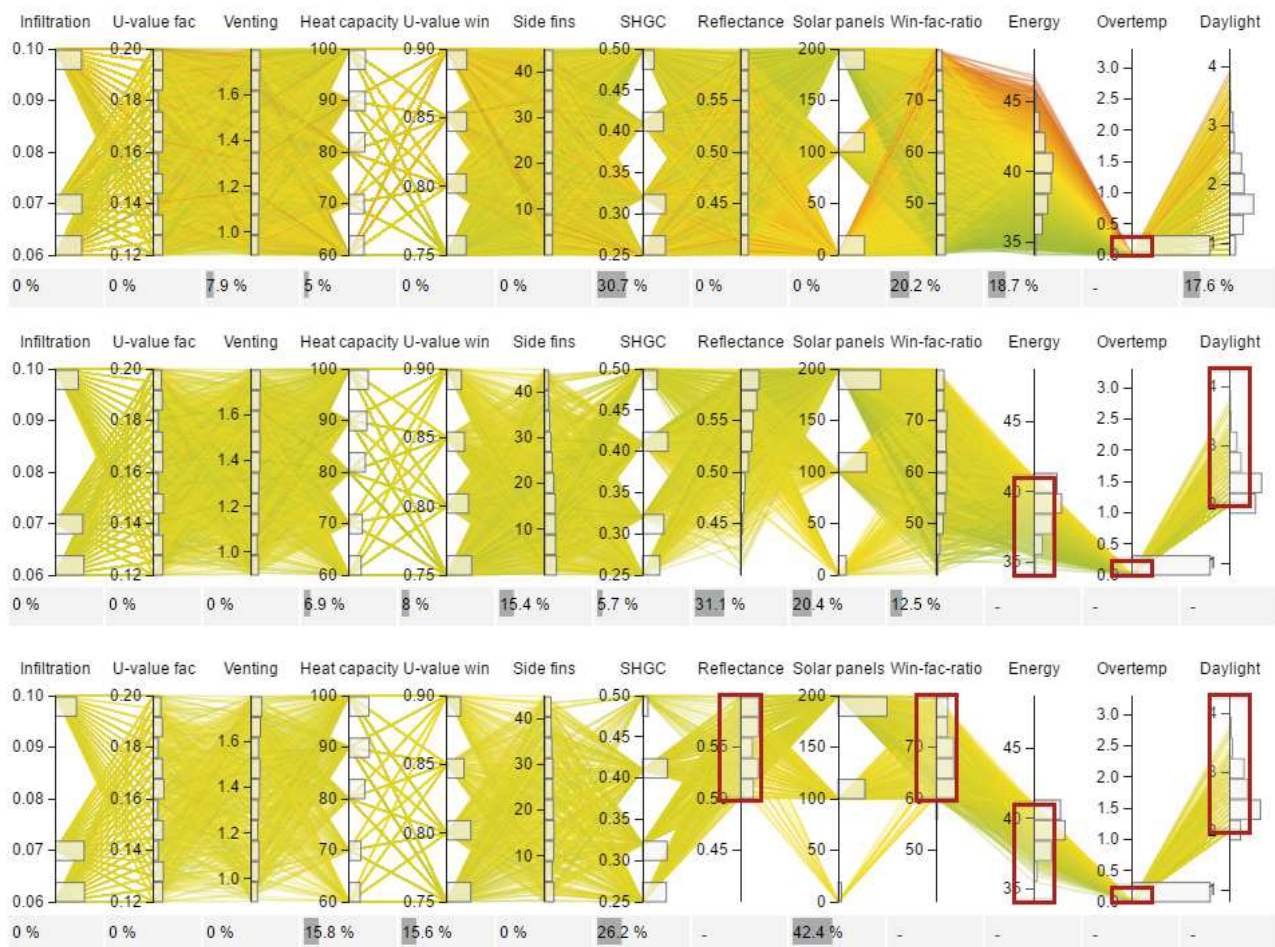 Infiltration U-value fac Venting Heat capacity U-value win Side fins SHGC Reflectance Solar panels Win-fac-ratio Energy Overtemp Daylight
0.10 0.20 100 0.90 0.50 200
3.0 4
0.09 0.18 1.6 90 0.85 40 0.45 0.55 150 70 45 2.5
0.08 0.16 1.4 80 30 0.40 0.50 100 60 40 2.0 3
1.5
0.07 0.14 1.2 70 0.80 20 0.35 0.45 50 50 1.0 2
0.30 0.5
0.06 0.12 1.0 60 0.75 10 0.25 0 35 0.0 1
0 % 0 % 7.9 % 5 % 0 % 0 % 30.7 % 0 % 0 % 20.2 % 18.7 % - 17.6 %
Infiltration U-value fac Venting Heat capacity U-value win Side fins SHGC Reflectance Solar panels Win-fac-ratio Energy Overtemp Daylight
0.10 0.20 100 0.90 0.50 200
3.0 4
0.09 0.18 1.6 90 0.85 40 0.45 0.55 150 70 45 2.5
0.08 0.16 1.4 80 30 0.40 0.50 100 60 40 2.0 3
1.5
0.07 0.14 1.2 70 0.80 20 0.35 0.45 50 50 1.0 2
0.30 0.5
0.06 0.12 1.0 60 0.75 10 0.25 0 35 0.0 1
0 % 0 % 0 % 6.9 % 8 % 15.4 % 5.7 % 31.1 % 20.4 % 12.5 % - - -
Infiltration U-value fac Venting Heat capacity U-value win Side fins SHGC Reflectance Solar panels Win-fac-ratio Energy Overtemp Daylight
0.10 0.20 100 0.90 0.50 200
3.0 4
0.09 0.18 1.6 90 0.85 40 0.45 0.55 150 70 45 2.5
0.08 0.16 1.4 80 30 0.40 0.50 100 60 40 2.0 3
1.5
0.07 0.14 1.2 70 0.80 20 0.35 0.45 50 50 1.0 2
0.30 0.5
0.06 0.12 1.0 60 0.75 10 0.25 0 35 0.0 1
0 % 0 % 0 % 15.8 % 15.6 % 0 % 26.2 % - 42.4 % - - - -